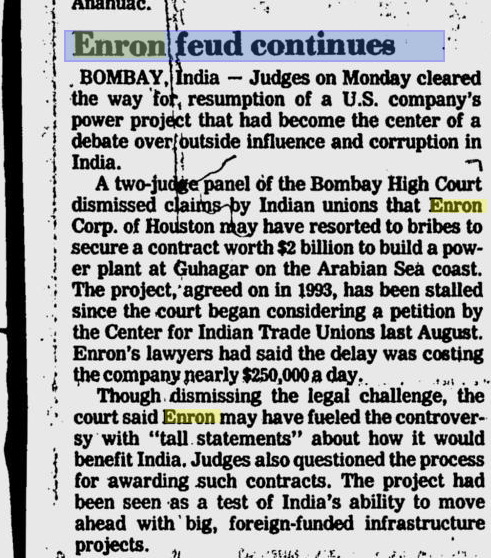 Anahuac.
Enron feud continues
BOMBAY, India — Judges on Monday cleared
the way for resumption of a U.S. company's
power project that had become the center of a
debate over outside influence and corruption in
India.
A two-judge panel of the Bombay High Court
dismissed claims by Indian unions that Enron
Corp. of Houston may have resorted to bribes to
secure a contract worth $2 billion to build a pow-
er plant at Guhagar on the Arabian Sea coast.
The project, agreed on in 1993, has been stalled
since the court began considering a petition by
the Center for Indian Trade Unions last August.
Enron's lawyers had said the delay was costing
the company nearly $250,000 a day.
Though dismissing the legal challenge, the
court said Enron may have fueled the controver-
sy with “tall statements” about how it would
benefit India. Judges also questioned the process
for awarding such contracts. The project had
been seen as a test of India's ability to move
ahead with big, foreign-funded infrastructure
projects.